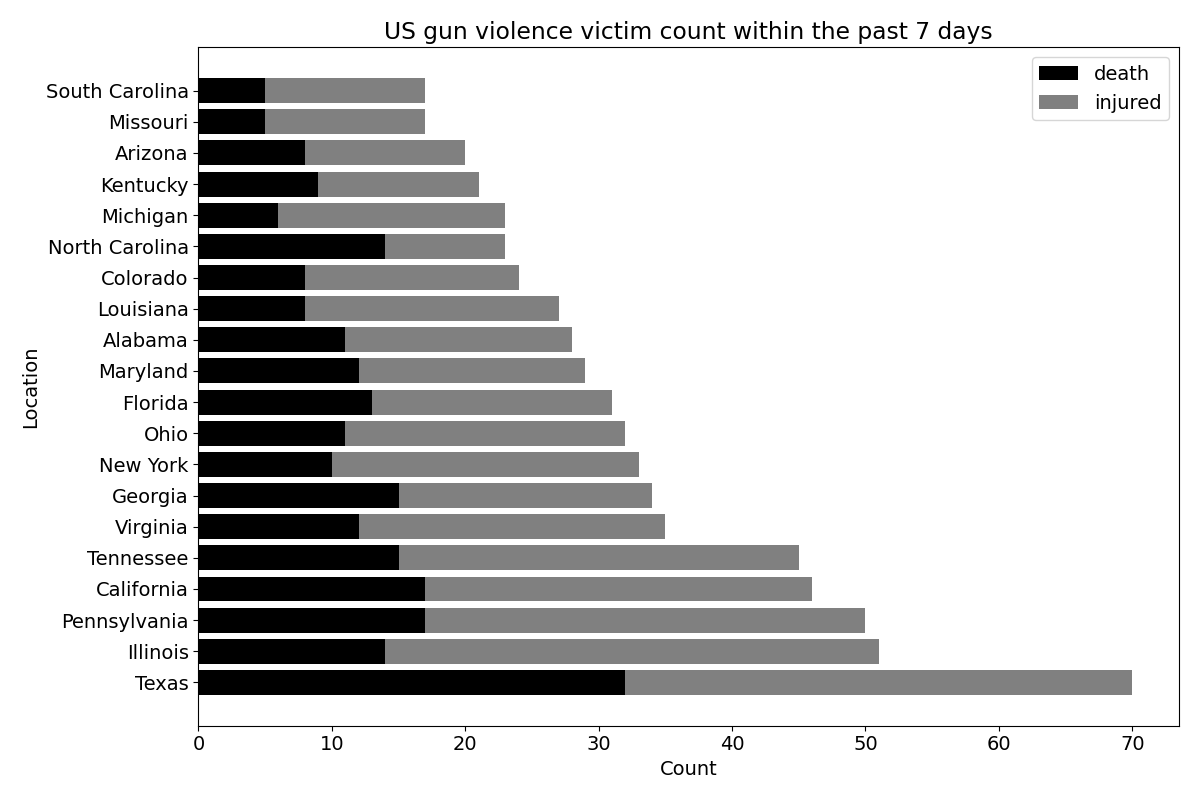 US gun violence victim count within the past 7 days
death
injured
South Carolina
Missouri
Arizona
Kentucky
Michigan
North Carolina
Colorado
Louisiana
Alabama
Maryland
Florida
Ohio
New York
Georgia
Virginia
Tennessee
California
Pennsylvania
Illinois
Texas
Location
0 10 20 30 40 50 60 70
Count